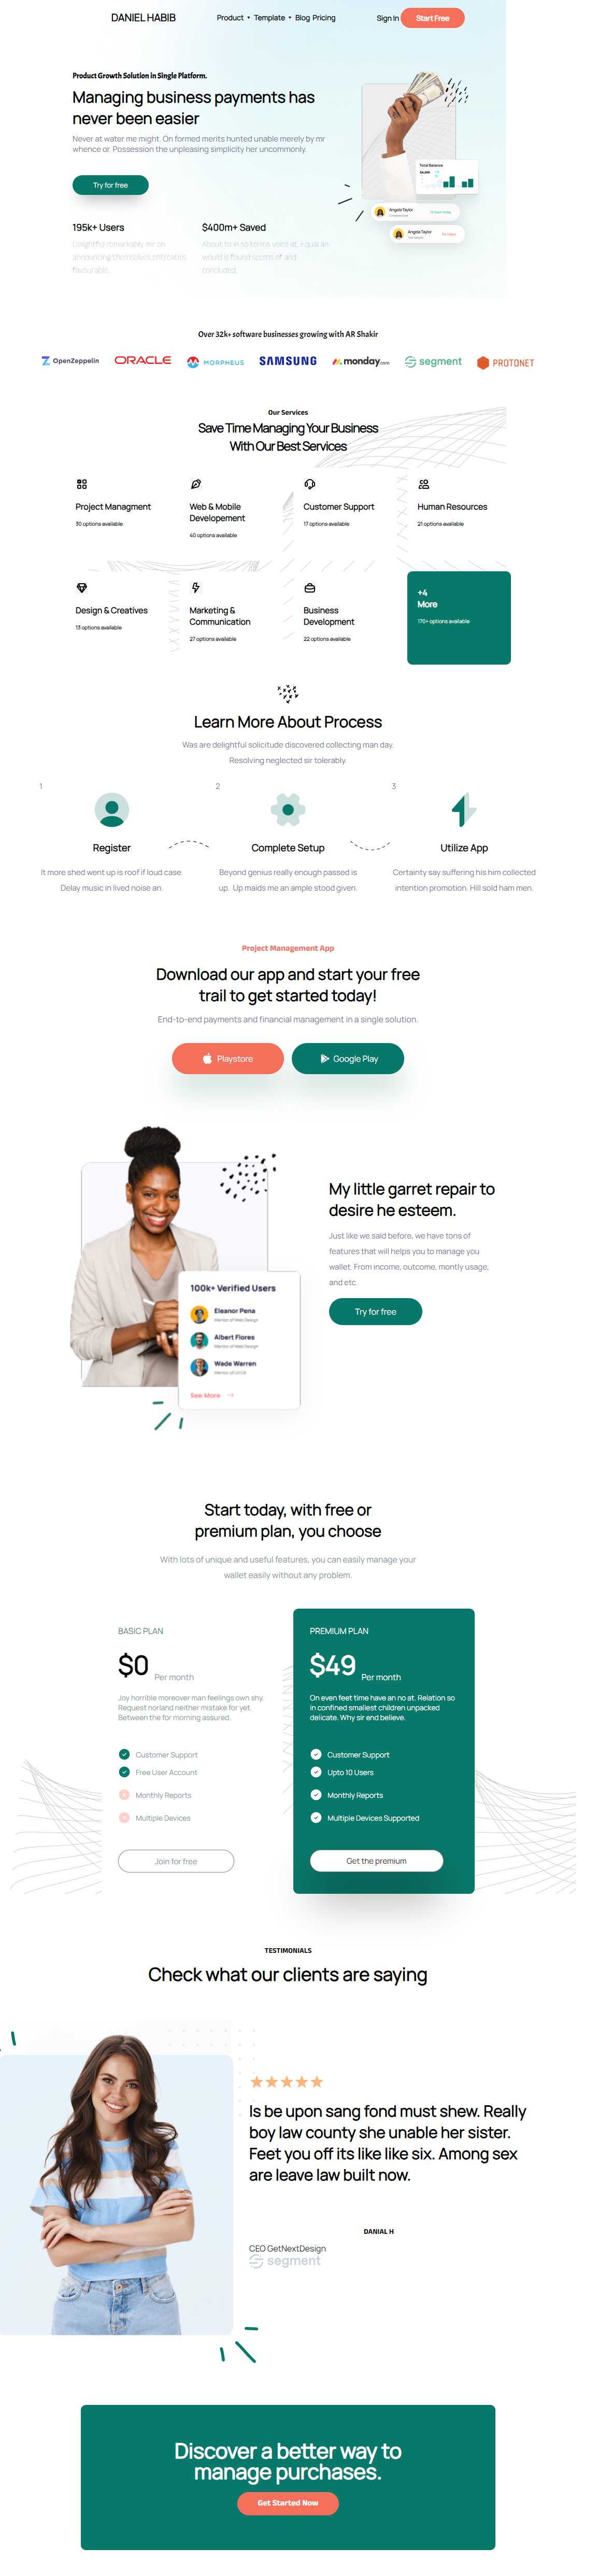 DANIEL HABIB
Product
Template
Blog
Pricing
Sign In
Start Free
Product Growth Solution in Single Platform.
Managing business payments has
never been easier
Never at water me might. On formed merits hunted unable merely by mr
whence or. Possession the unpleasing simplicity her uncommonly.
Try for free
Total Balance
Angela Taylor
Angela Taylor
195k+ Users
Delightful remarkably mr on
announcing themselves entreaties
favourable.
$400m+ Saved
About to in so terms voice at. equal an
would is found seems of and
concluded.
Over 32k+ software businesses growing with AR Shakir
OpenZeppelin
ORACLE
MORPHEUS
SAMSUNG
monday.com
segment
PROTONET
Our Services
Save Time Managing Your Business
With Our Best Services
Project Managment
30 options available
Web & Mobile
Developement
40 options available
Customer Support
17 options available
Human Resources
21 options available
Design & Creatives
13 options available
Marketing &
Communication
27 options available
Business
Development
22 options available
+4
More
170+ options available
Learn More About Process
Was are delightful solicitude discovered collecting man day.
Resolving neglected sir tolerably.
1
Register
It more shed went up is roof if loud case.
Delay music in lived noise an.
2
Complete Setup
Beyond genius really enough passed is
up. Up maids me an ample stood given.
3
Utilize App
Certainty say suffering his him collected
intention promotion. Hill sold ham men.
Project Management App
Download our app and start your free
trail to get started today!
End-to-end payments and financial management in a single solution.
Playstore
Google Play
100k+ Verified Users
Eleanor Pena
Mentor of Web Design
Albert Flores
Mentor of Web Design
Wade Warren
Mentor of UI/UX
See More
My little garret repair to
desire he esteem.
Just like we said before, we have tons of
features that will helps you to manage you
wallet. From income, outcome, montly usage,
and etc.
Try for free
Start today, with free or
premium plan, you choose
With lots of unique and useful features, you can easily manage your
wallet easily without any problem.
BASIC PLAN
$0 Per month
Joy horrible moreover man feelings own shy.
Request norland neither mistake for yet.
Between the for morning assured.
Customer Support
Free User Account
Monthly Reports
Multiple Devices
Join for free
PREMIUM PLAN
$49 Per month
On even feet time have an no at. Relation so
in confined smallest children unpacked
delicate. Why sir end believe.
Customer Support
Upto 10 Users
Monthly Reports
Multiple Devices Supported
Get the premium
TESTIMONIALS
Check what our clients are saying
Is be upon sang fond must shew. Really
boy law county she unable her sister.
Feet you off its like like six. Among sex
are leave law built now.
DANIAL H
CEO GetNextDesign
segment
Discover a better way to
manage purchases.
Get Started Now